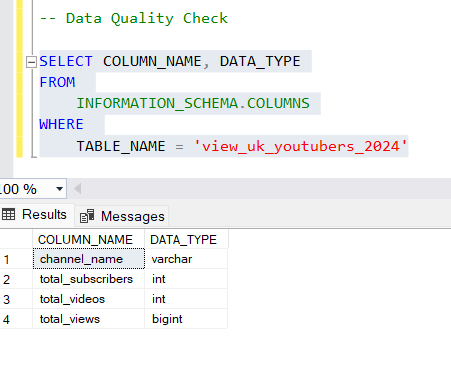 -- Data Quality Check
SELECT COLUMN_NAME, DATA_TYPE
FROM
INFORMATION_SCHEMA.COLUMNS
WHERE
TABLE_NAME = 'view_uk_youtubers_2024'
100 %
Results Messages
COLUMN_NAME DATA_TYPE
1 channel_name varchar
2 total_subscribers int
3 total_videos int
4 total_views bigint